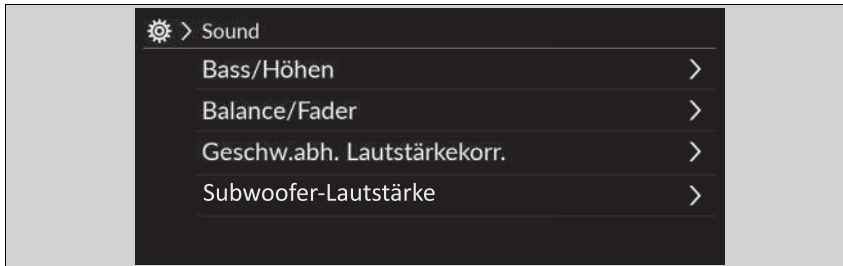 Sound
Bass/Höhen
Balance/Fader
Geschw.abh. Lautstärkekorr.
Subwoofer-Lautstärke